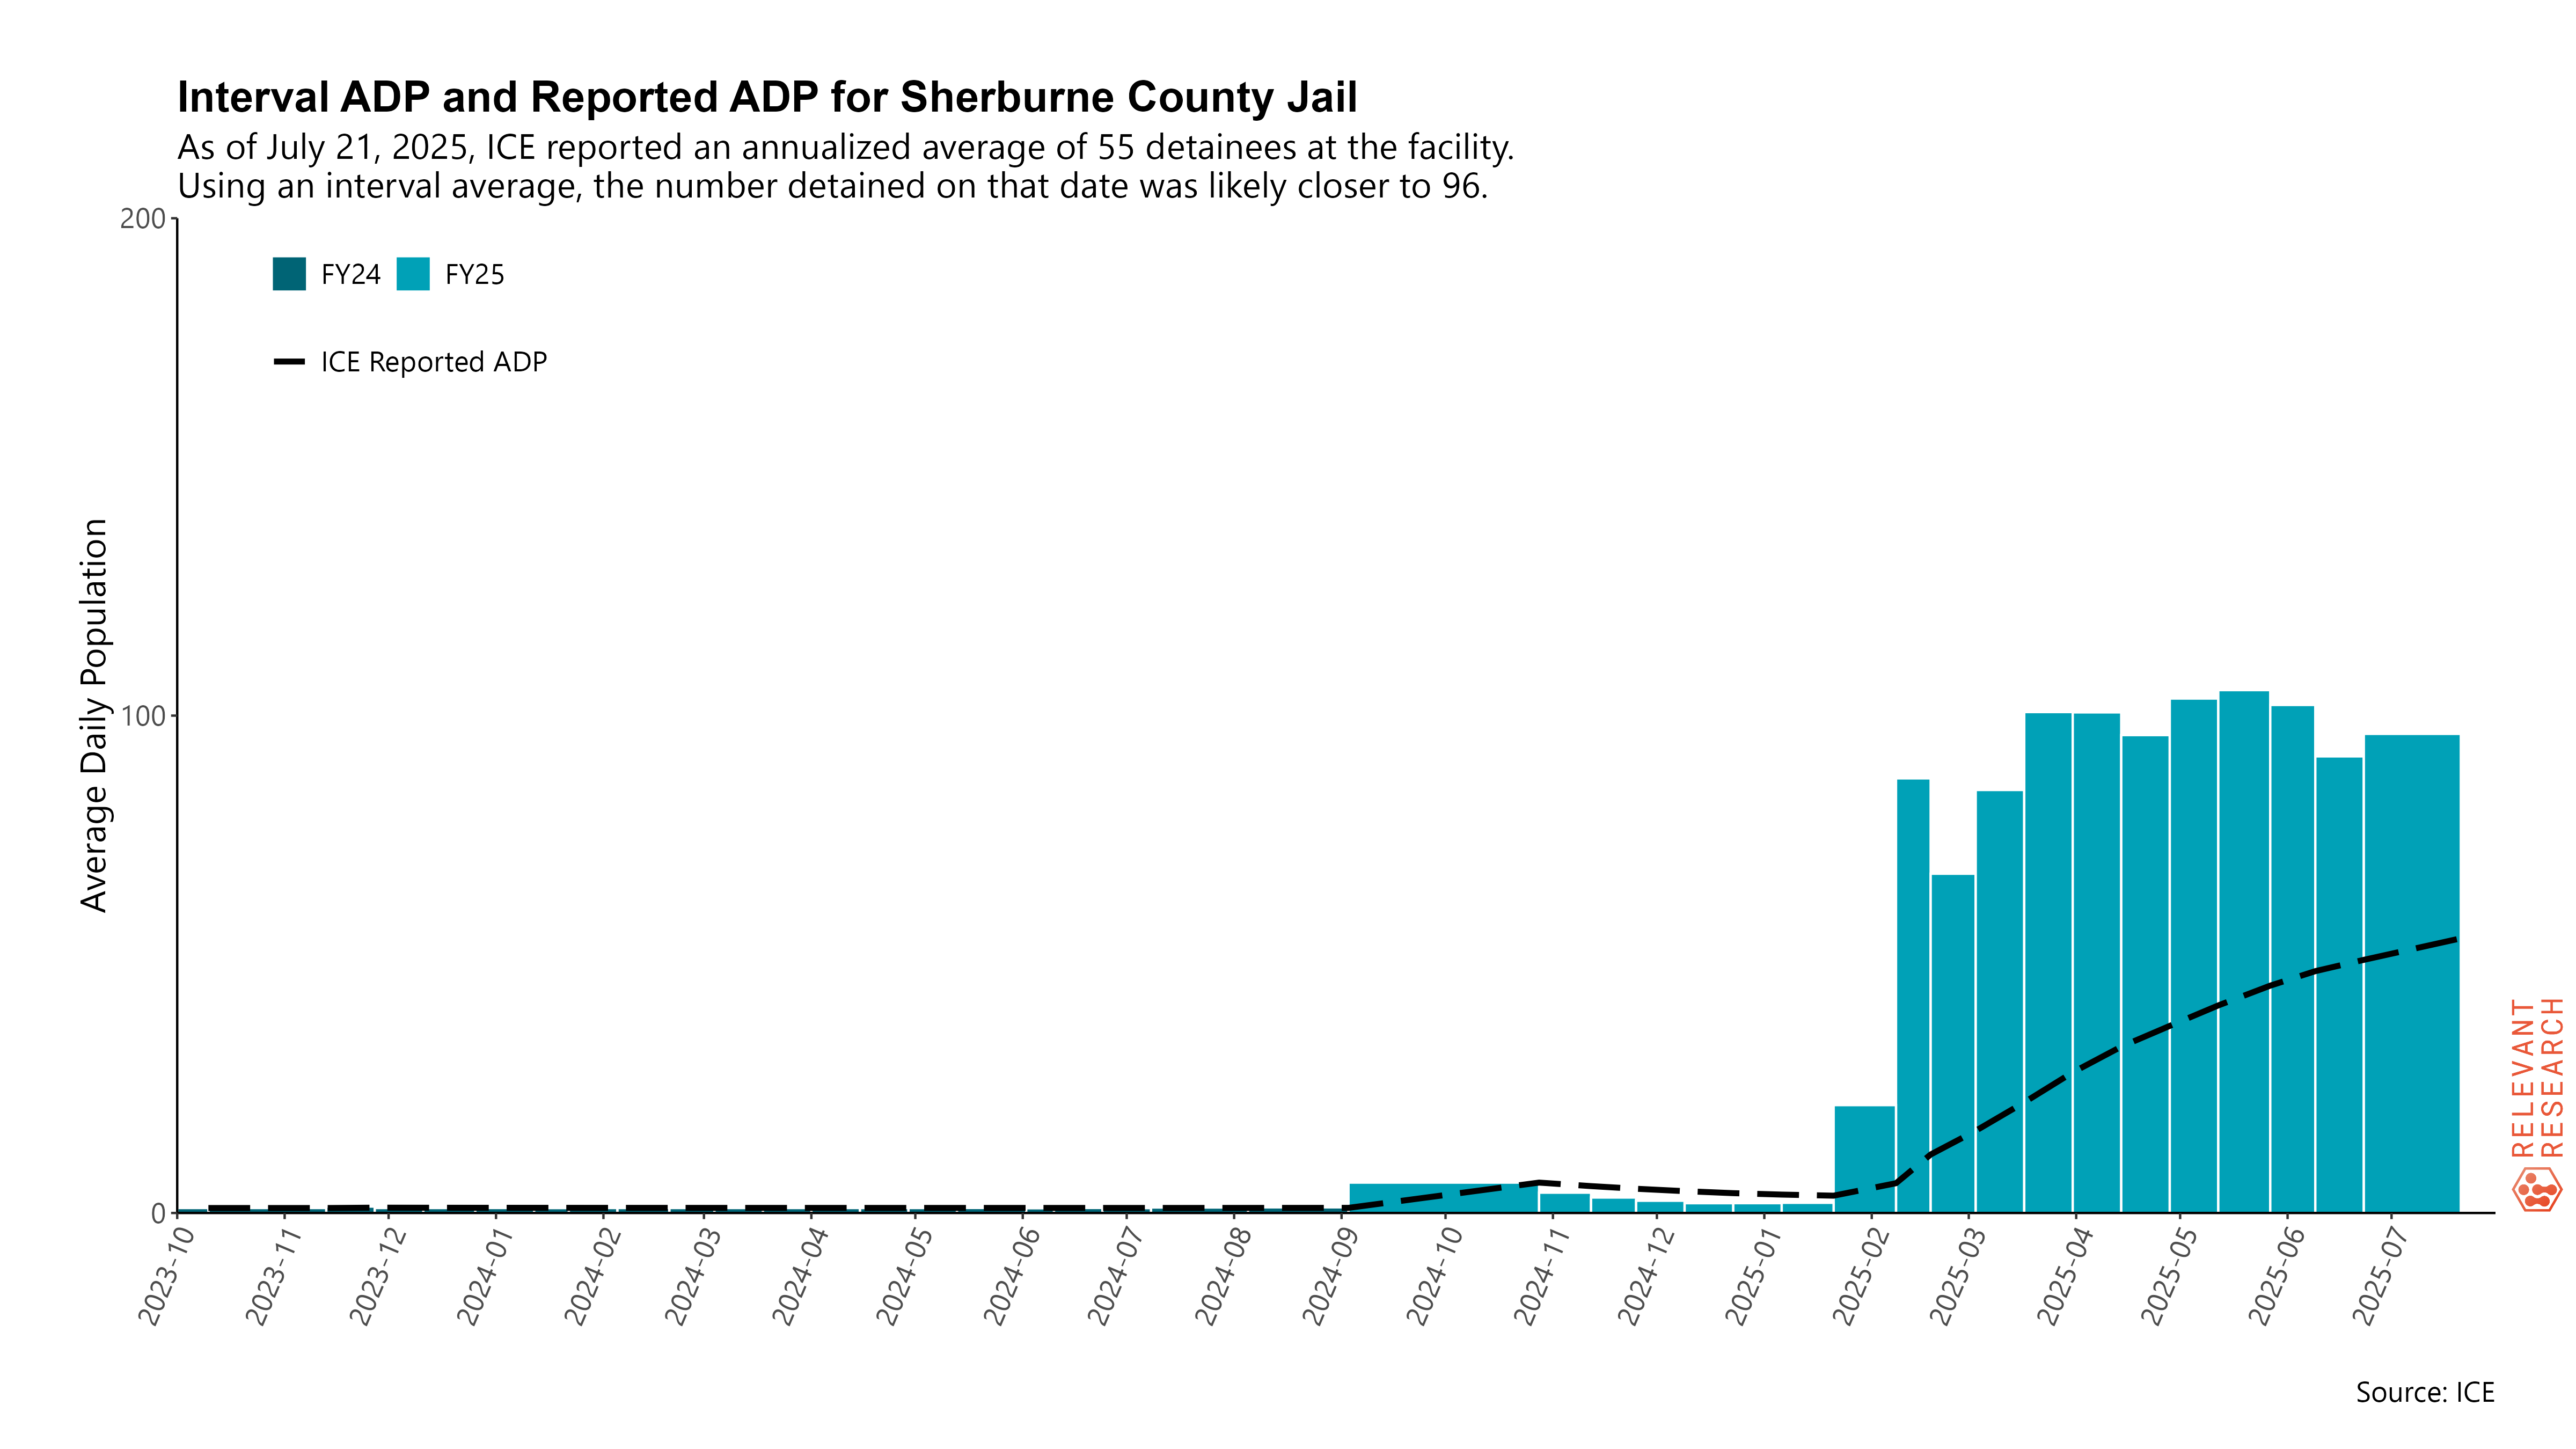 Interval ADP and Reported ADP for Sherburne County Jail
As of July 21, 2025, ICE reported an annualized average of 55 detainees at the facility.
Using an interval average, the number detained on that date was likely closer to 96.
200
FY24 FY25
ICE Reported ADP
Average Daily Population
100
0
2023-10 2023-11 2023-12 2024-01 2024-02 2024-03 2024-04 2024-05 2024-06 2024-07 2024-08 2024-09 2024-10 2024-11 2024-12 2025-01 2025-02 2025-03 2025-04 2025-05 2025-06 2025-07
RELEVANT
RESEARCH
Source: ICE